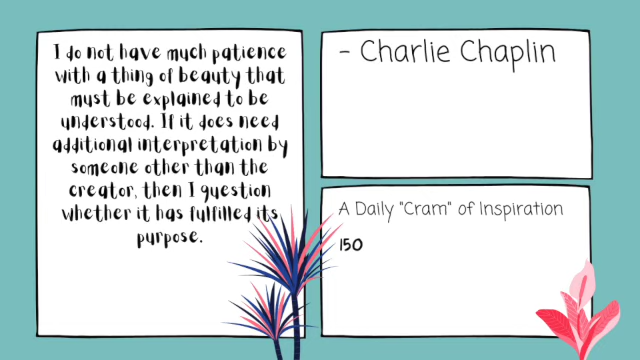 I do not have much patience
with a thing of beauty that
must be explained to be
understood. If it does need
additional interpretation by
someone other than the
creator, then I question
whether it has fulfilled its
purpose.
- Charlie Chaplin
A Daily "Cram" of Inspiration
150